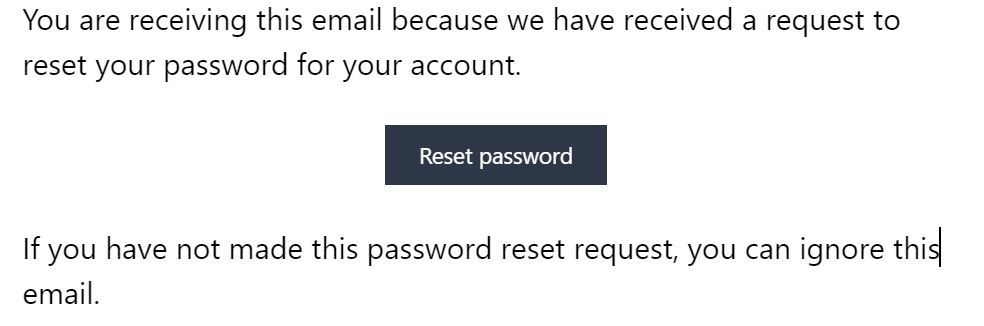 You are receiving this email because we have received a request to
reset your password for your account.
Reset password
If you have not made this password reset request, you can ignore this
email.